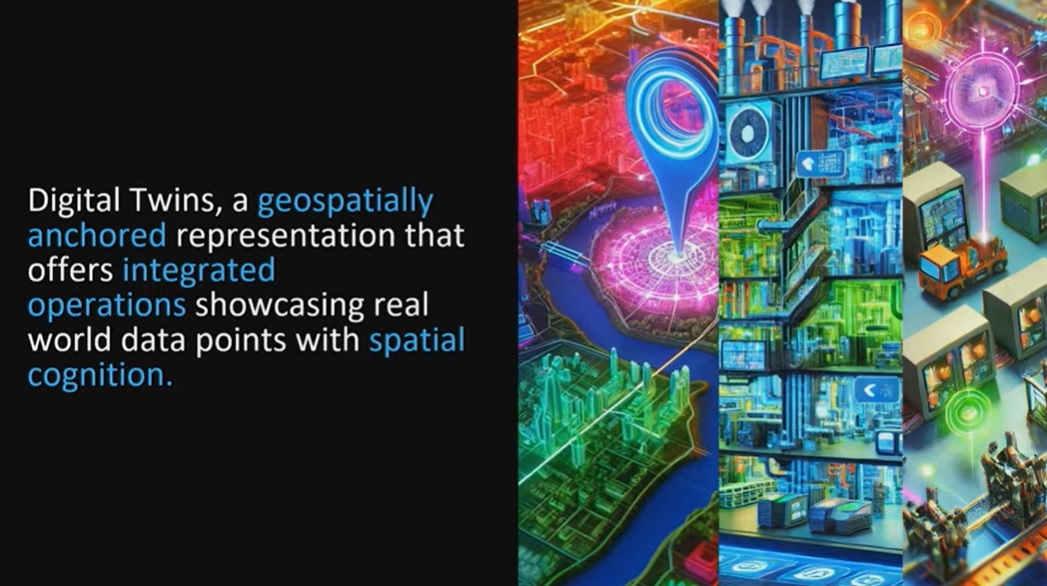 Digital Twins, a geospatially
anchored representation that
offers integrated
operations showcasing real
world data points with spatial
cognition.